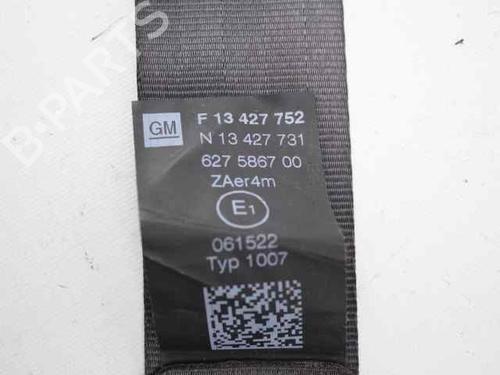 B-PARTS
GM
F 13 427 752
N 13 427 731
627 5867 00
ZAer4m
E1
061522
Typ 1007